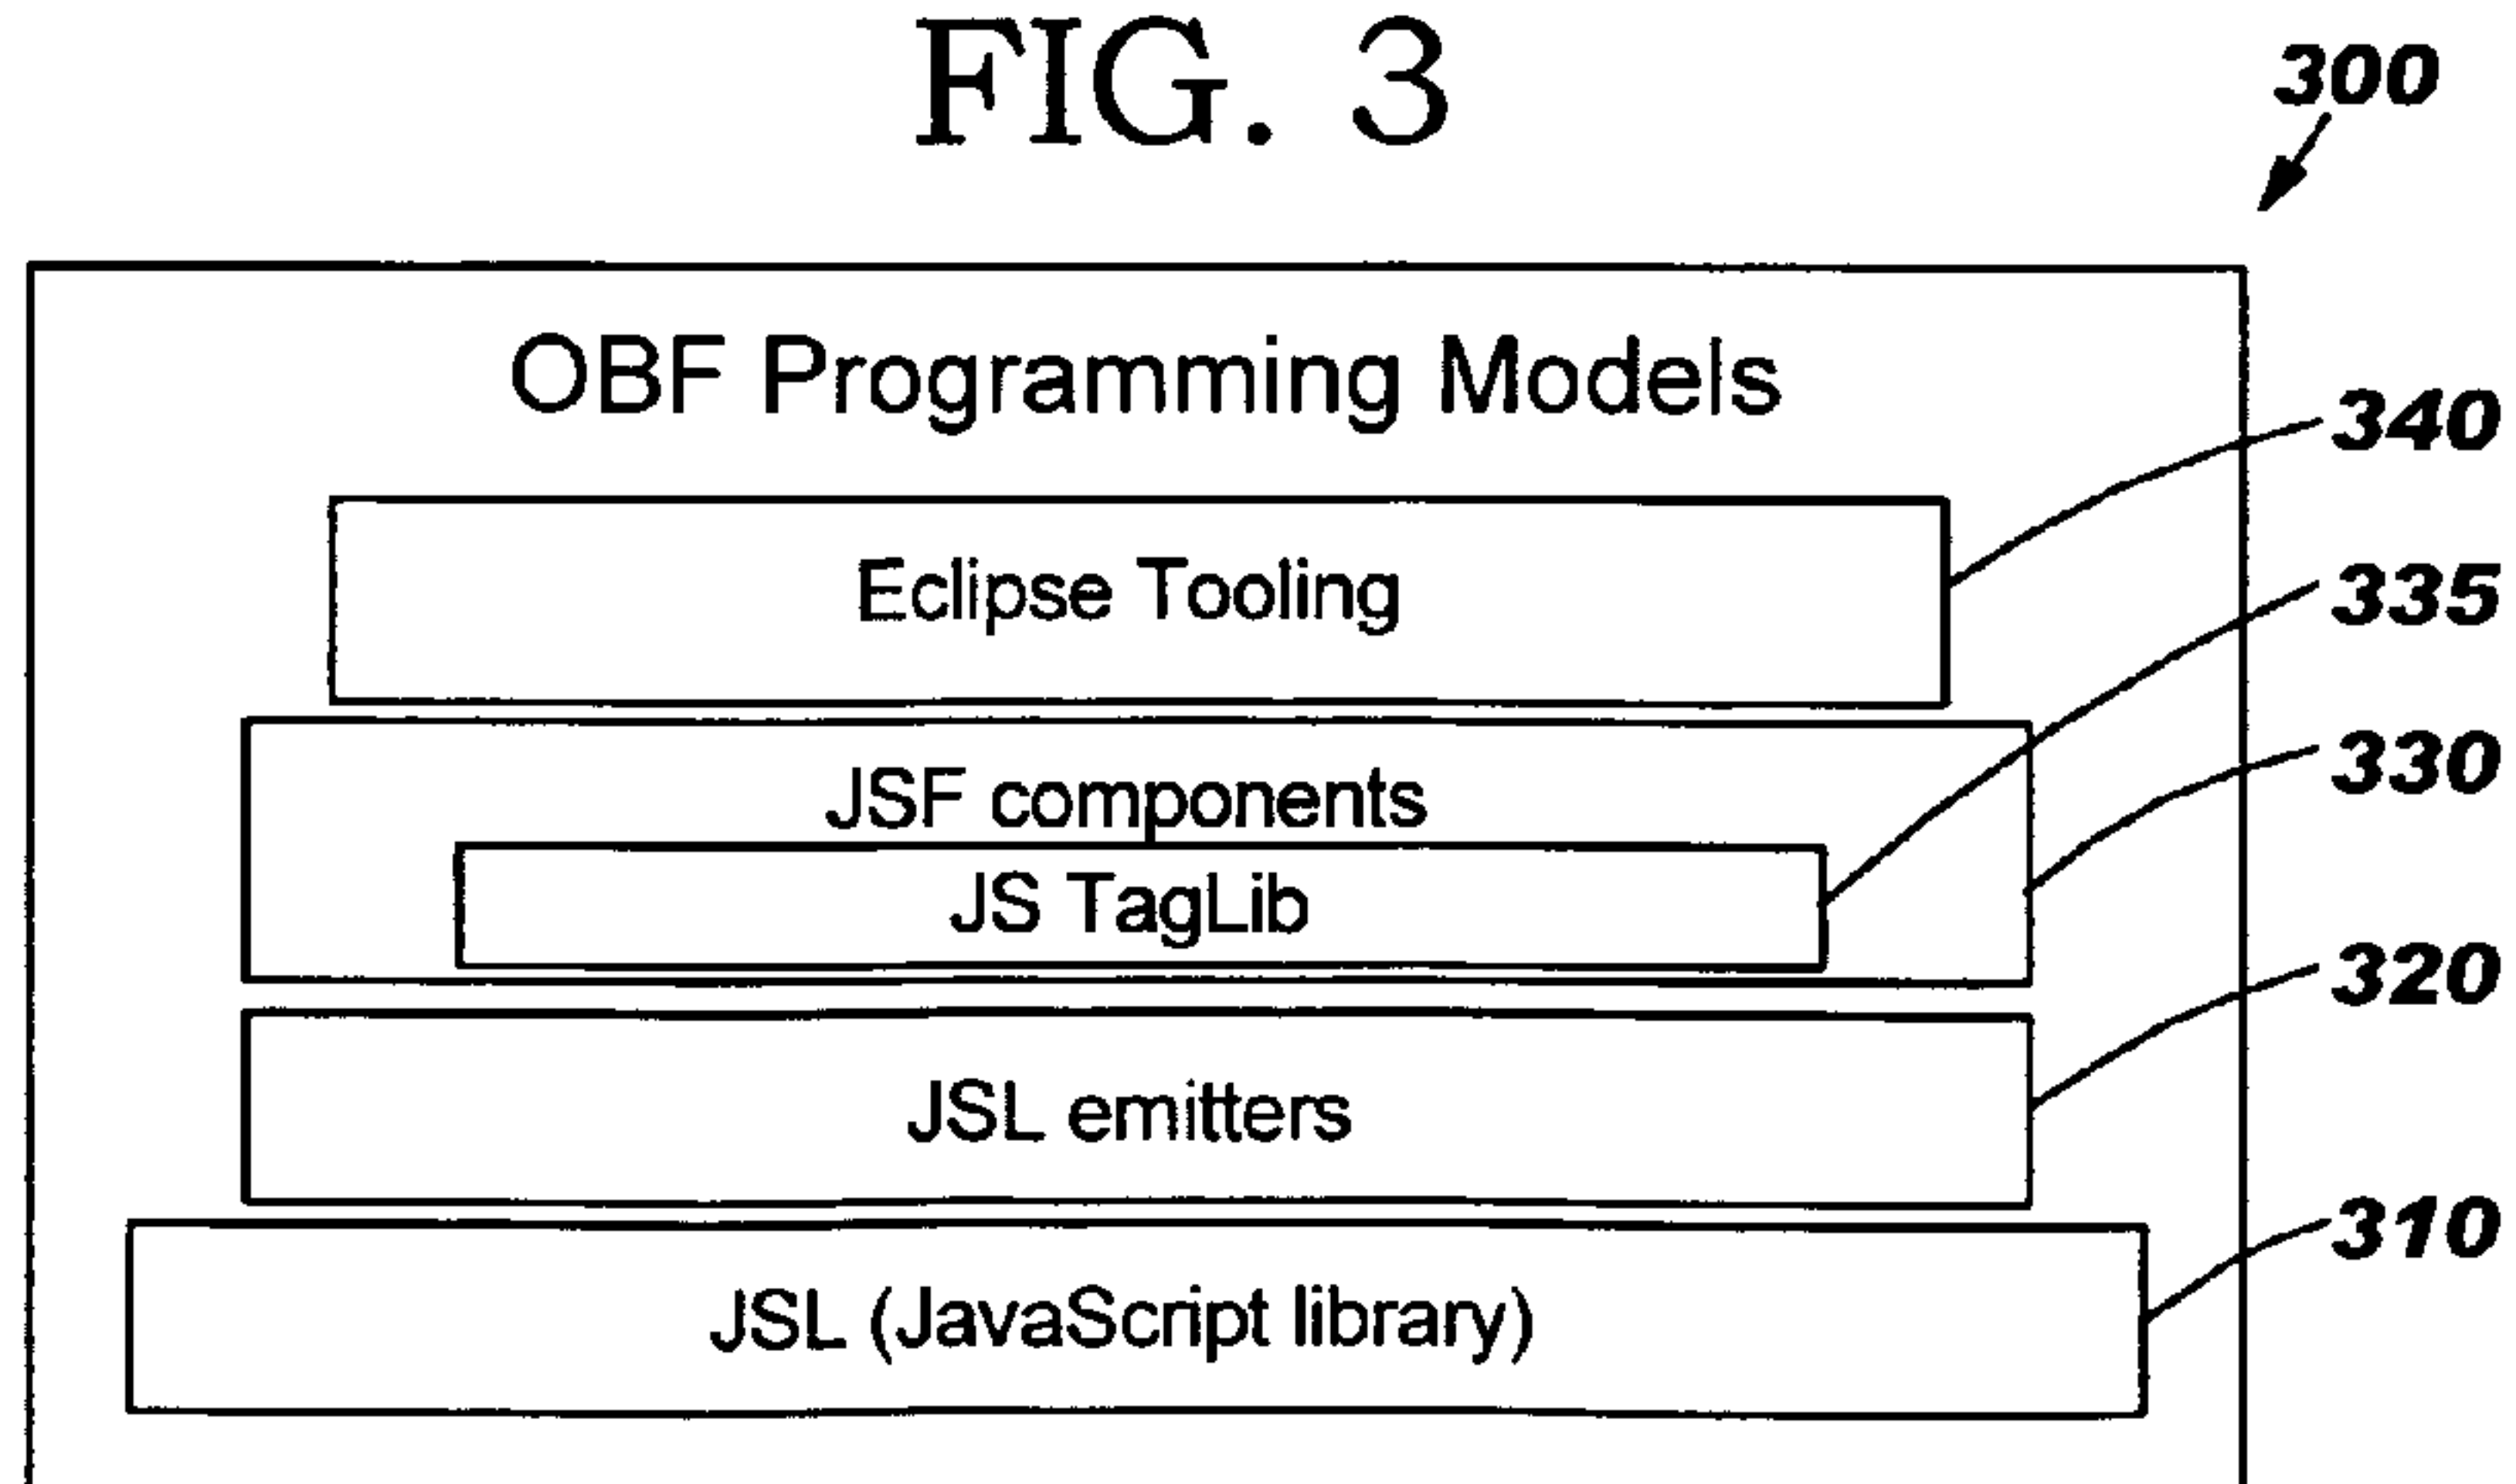 FIG. 3
300
OBF Programming Models
340
Eclipse Tooling
335
JSF components
330
JS TagLib
320
JSL emitters
310
JSL (JavaScript library)